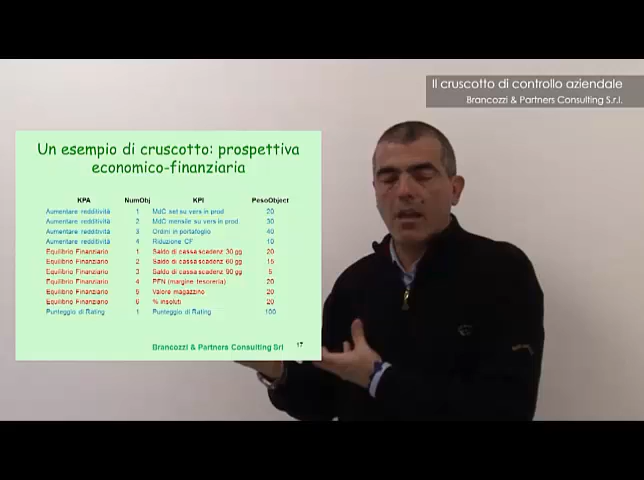 Il cruscotto di controllo aziendale
Brancozzi & Partners Consulting S.r.l.
Un esempio di cruscotto: prospettiva
economico-finanziaria
KPA NumObj KPI PesoObject
Aumentare redditività 1 MdC set su vers in prod 20
Aumentare redditività 2 MdC mensile su vers in prod 30
Aumentare redditività 3 Ordini in portafoglio 40
Aumentare redditività 4 Riduzione CF 10
Equilibrio Finanziario 1 Saldo di cassa scadenz 30 gg 20
Equilibrio Finanziario 2 Saldo di cassa scadenz 60 gg 15
Equilibrio Finanziario 3 Saldo di cassa scadenz 90 gg 5
Equilibrio Finanziario 4 PFN (margine tesoreria) 20
Equilibrio Finanziario 5 Valore magazzino 20
Equilibrio Finanziario 6 % insoluti 20
Punteggio di Rating 1 Punteggio di Rating 100
Brancozzi & Partners Consulting Srl 17